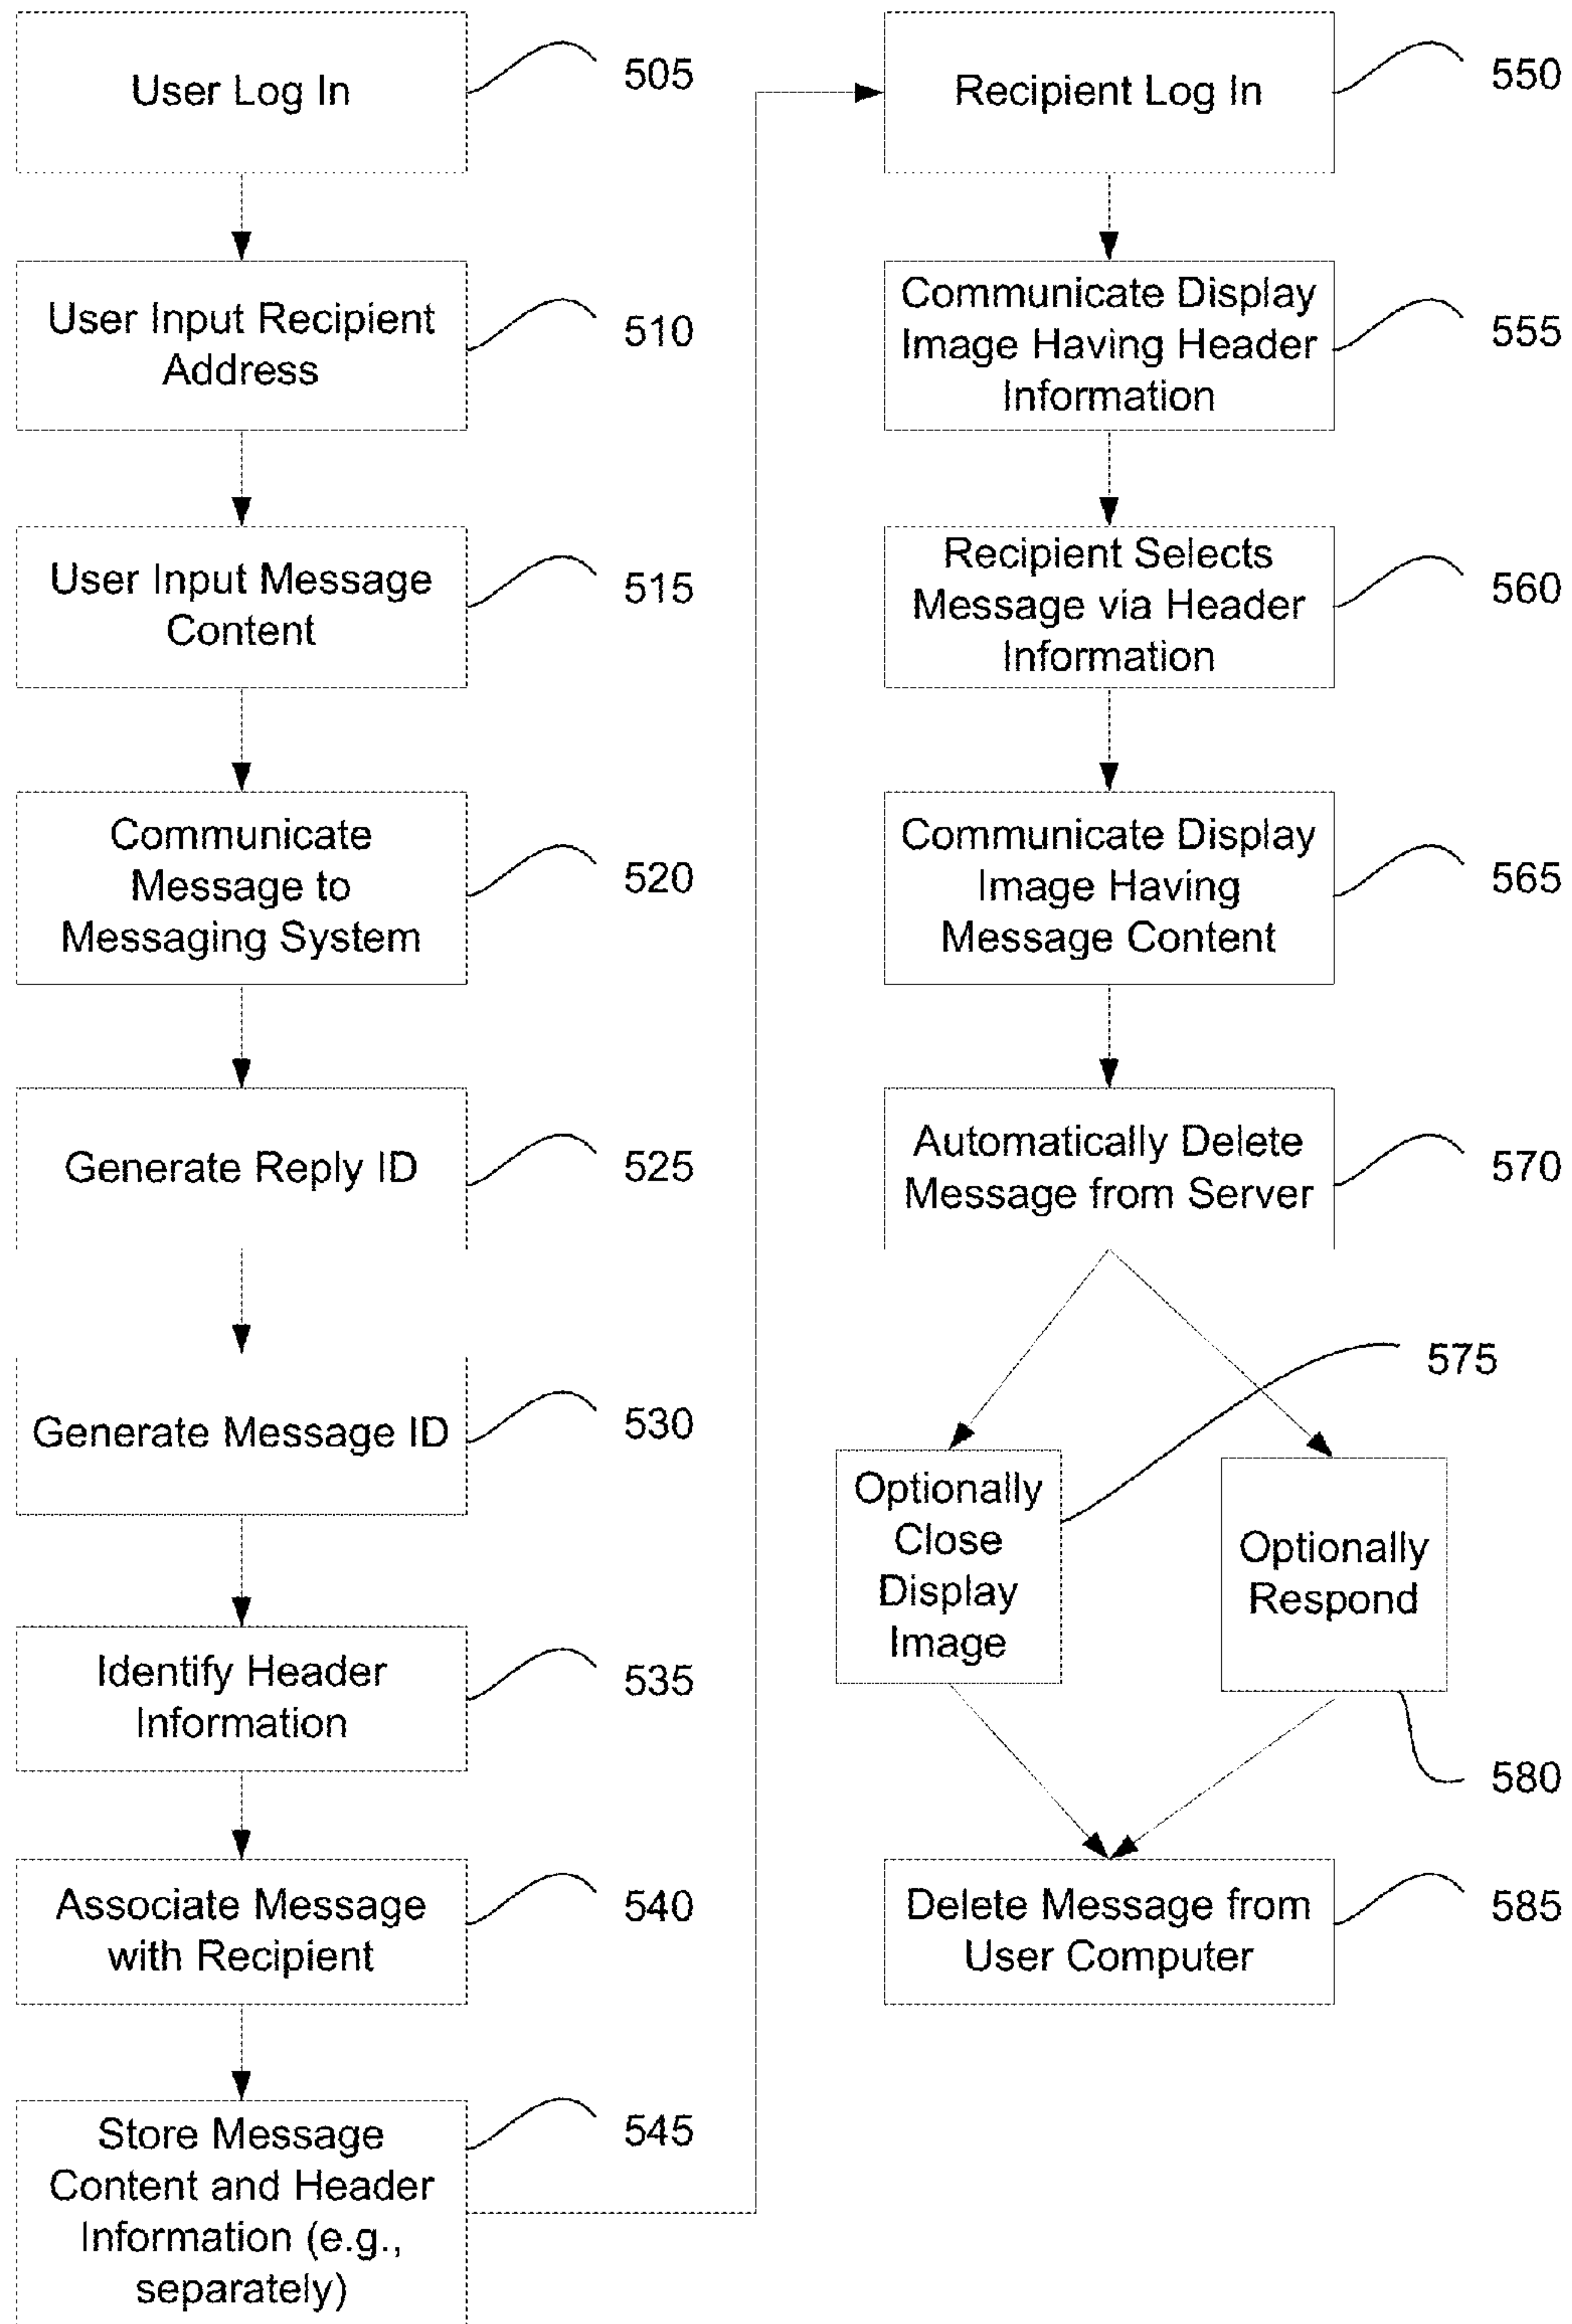 User Log In
505
User Input Recipient
Address
510
User Input Message
Content
515
Communicate
Message to
Messaging System
520
Generate Reply ID
525
Generate Message ID
530
Identify Header
Information
535
Associate Message
with Recipient
540
Store Message
Content and Header
Information (e.g.,
separately)
545
Recipient Log In
550
Communicate Display
Image Having Header
Information
555
Recipient Selects
Message via Header
Information
560
Communicate Display
Image Having
Message Content
565
Automatically Delete
Message from Server
570
Optionally
Close
Display
Image
575
Optionally
Respond
580
Delete Message from
User Computer
585